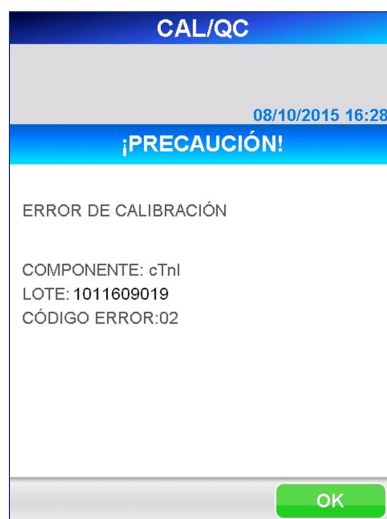 CAL/QC
08/10/2015 16:28
¡PRECAUCIÓN!
ERROR DE CALIBRACIÓN
COMPONENTE: cTnI
LOTE: 1011609019
CÓDIGO ERROR:02
OK